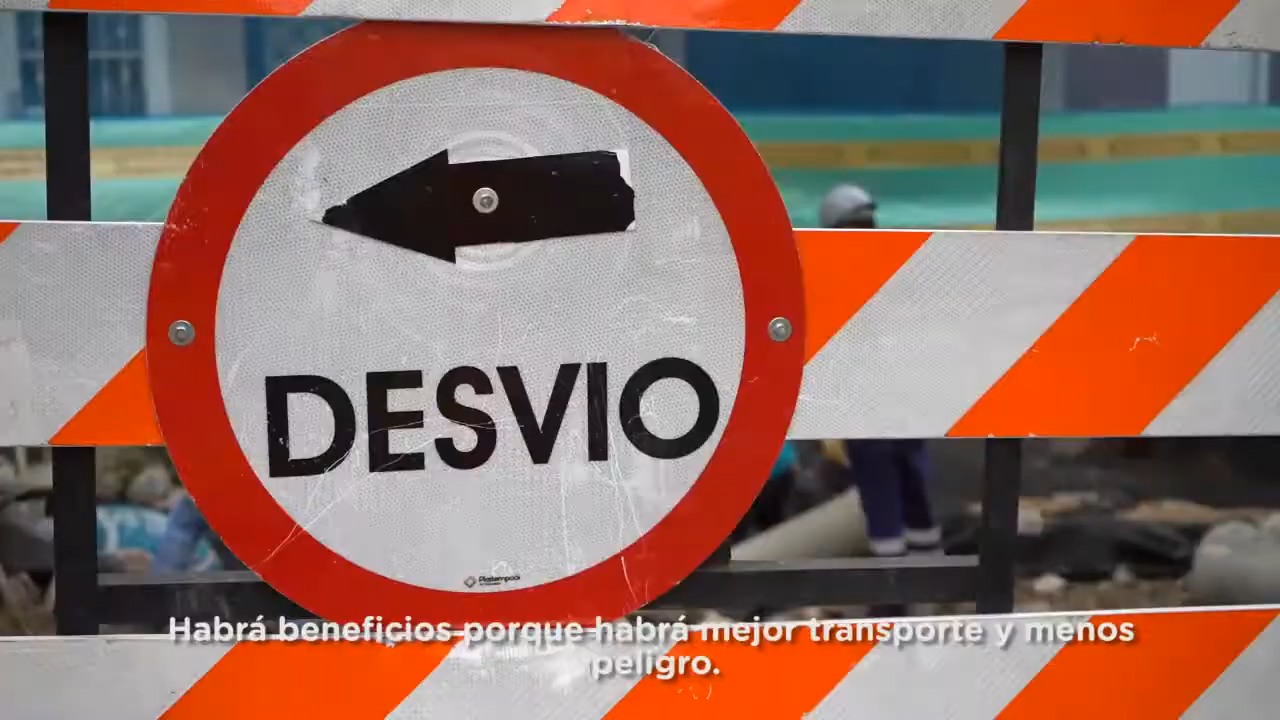 DESVIO
Habrá beneficios porque habrá mejor transporte y menos
peligro.